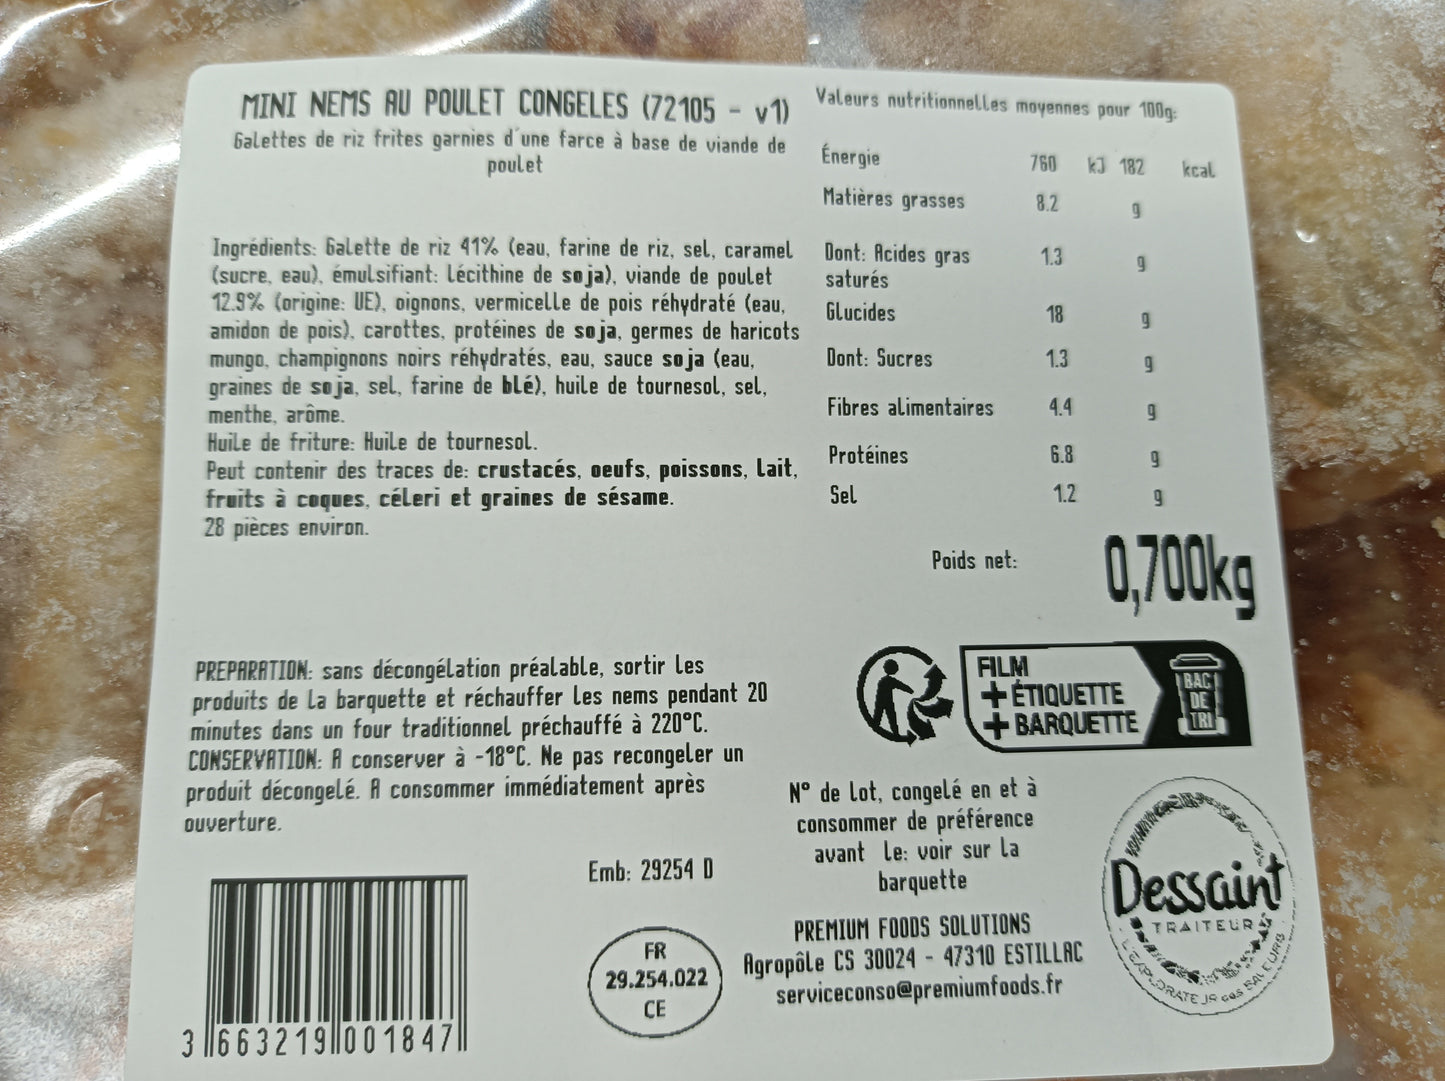 MINI NEMS AU POULET CONGELES (72105 - v1)
Galettes de riz frites garnies d'une farce à base de viande de
poulet
Ingrédients: Galette de riz 41% (eau, farine de riz, sel, caramel
(sucre, eau), émulsifiant: Lécithine de soja), viande de poulet
12.9% (origine: UE), oignons, vermicelle de pois réhydraté (eau,
amidon de pois), carottes, protéines de soja, germes de haricots
mungo, champignons noirs réhydratés, eau, sauce soja (eau,
graines de soja, sel, farine de blé), huile de tournesol, sel,
menthe, arôme.
Huile de friture: Huile de tournesol.
Peut contenir des traces de: crustacés, oeufs, poissons, Lait,
fruits à coques, céleri et graines de sésame.
28 pièces environ.
Valeurs nutritionnelles moyennes pour 100g:
Énergie 760 kJ 182 kcal
Matières grasses 8.2 g
Dont: Acides gras 1.3 g
saturés
Glucides 18 g
Dont: Sucres 1.3 g
Fibres alimentaires 4.4 g
Protéines 6.8 g
Sel 1.2 g
Poids net: 0,700kg
PREPARATION: sans décongélation préalable, sortir les
produits de la barquette et réchauffer les nems pendant 20
minutes dans un four traditionnel préchauffé à 220°C.
CONSERVATION: A conserver à -18°C. Ne pas recongeler un
produit décongelé. A consommer immédiatement après
ouverture.
FILM
+ ÉTIQUETTE
+ BARQUETTE
BAC
DE
TRI
N° de lot, congelé en et à
consommer de préférence
avant le: voir sur la
barquette
Emb: 29254 D
FR
29.254.022
CE
PREMIUM FOODS SOLUTIONS
Agropôle CS 30024 - 47310 ESTILLAC
serviceconso@premiumfoods.fr
Dessaint
TRAITEUR
L'EXPLORATEUR des SAVEURS
3 663219 001847